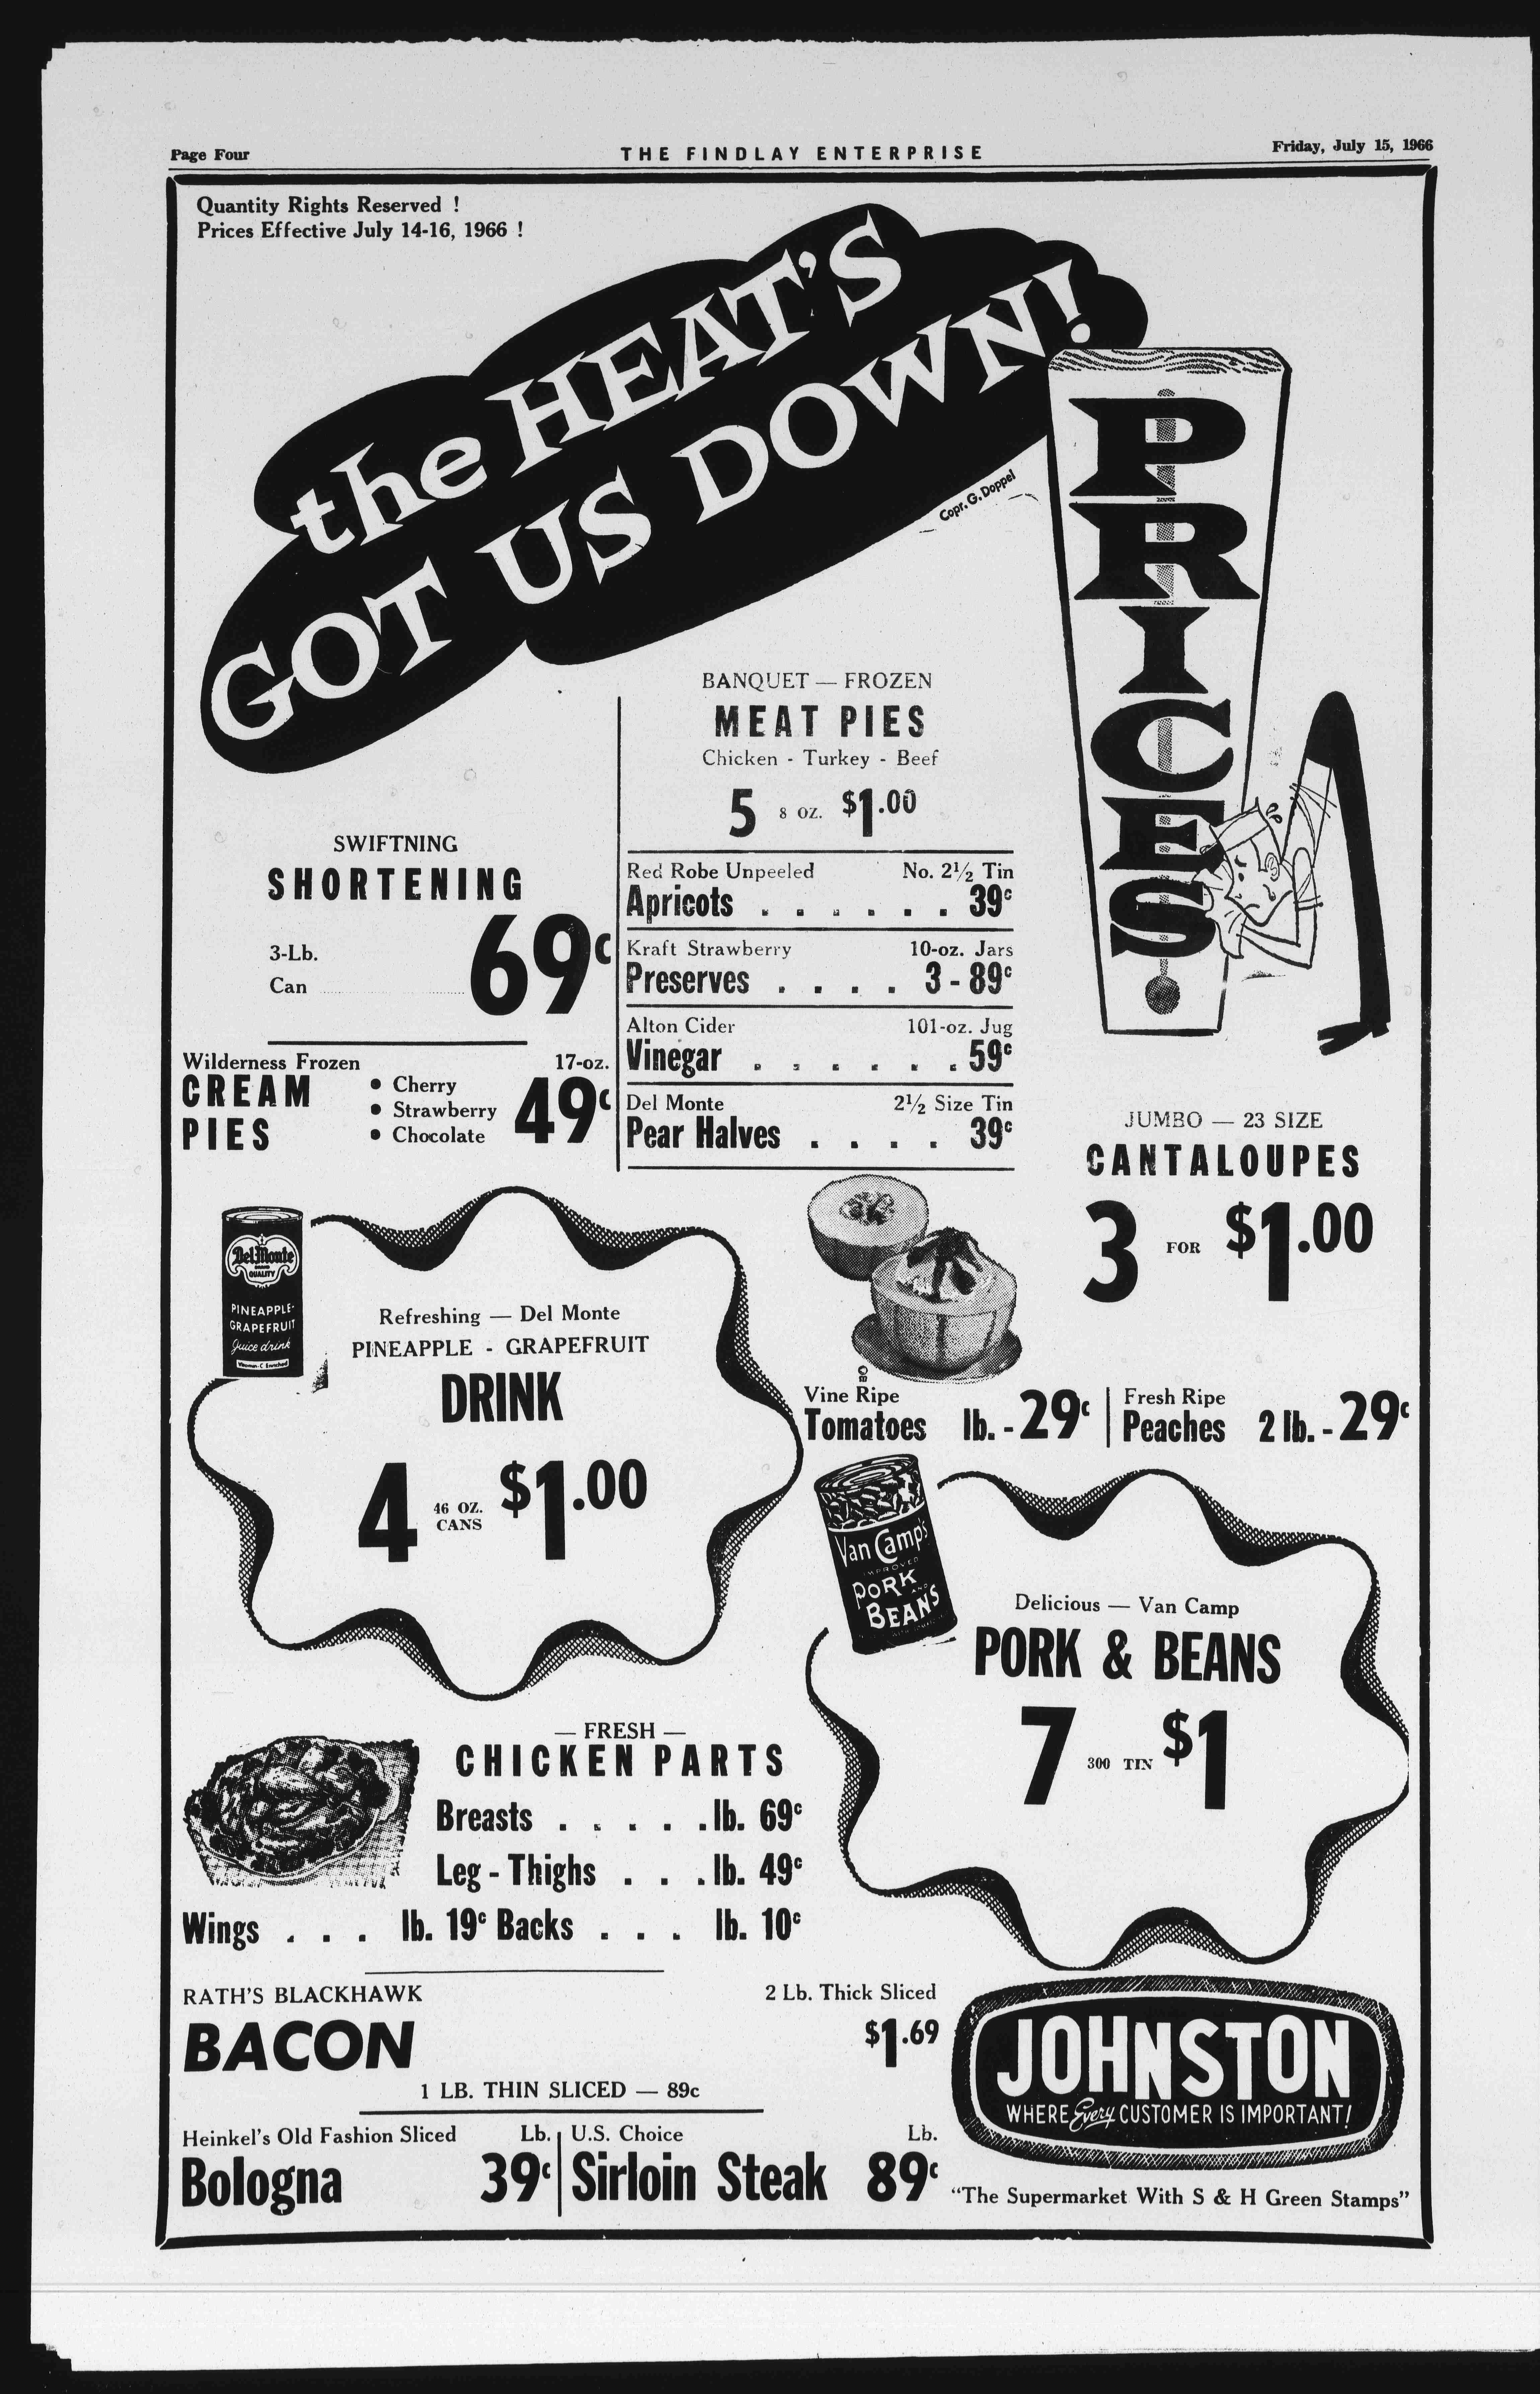 Page Four
THE FINDLAY ENTERPRISE
Friday, July 15, 1966
Quantity Rights Reserved !
Prices Effective July 14-16, 1966 !
the HEAT'S
GOT US DOWN!
Copr. G. Doppel
PRICES
BANQUET — FROZEN
MEAT PIES
Chicken - Turkey - Beef
5 8 OZ. $1.00
SWIFTNING
SHORTENING
3-Lb.
Can 69c
Wilderness Frozen 17-oz.
CREAM
PIES
• Cherry
• Strawberry
• Chocolate
49c
Red Robe Unpeeled No. 2½ Tin
Apricots . . . . . . . 39c
Kraft Strawberry 10-oz. Jars
Preserves . . . . 3 - 89c
Alton Cider 101-oz. Jug
Vinegar . . . . . . 59c
Del Monte 2½ Size Tin
Pear Halves . . . . 39c
JUMBO — 23 SIZE
CANTALOUPES
3 FOR $1.00
Del Monte
BRAND
QUALITY
PINEAPPLE-
GRAPEFRUIT
Juice drink
Vitamin-C Enriched
Refreshing — Del Monte
PINEAPPLE - GRAPEFRUIT
DRINK
4 46 OZ. CANS $1.00
Vine Ripe
Tomatoes lb. - 29c
Fresh Ripe
Peaches 2 lb. - 29c
Van Camp's
IMPROVED
PORK AND
BEANS
Delicious — Van Camp
PORK & BEANS
7 300 TIN $1
— FRESH —
CHICKEN PARTS
Breasts . . . . . lb. 69c
Leg - Thighs . . . lb. 49c
Wings . . . lb. 19c Backs . . . lb. 10c
RATH'S BLACKHAWK 2 Lb. Thick Sliced
BACON $1.69
1 LB. THIN SLICED — 89c
Heinkel's Old Fashion Sliced Lb.
Bologna 39c
U.S. Choice Lb.
Sirloin Steak 89c
JOHNSTON
WHERE Every CUSTOMER IS IMPORTANT!
"The Supermarket With S & H Green Stamps"